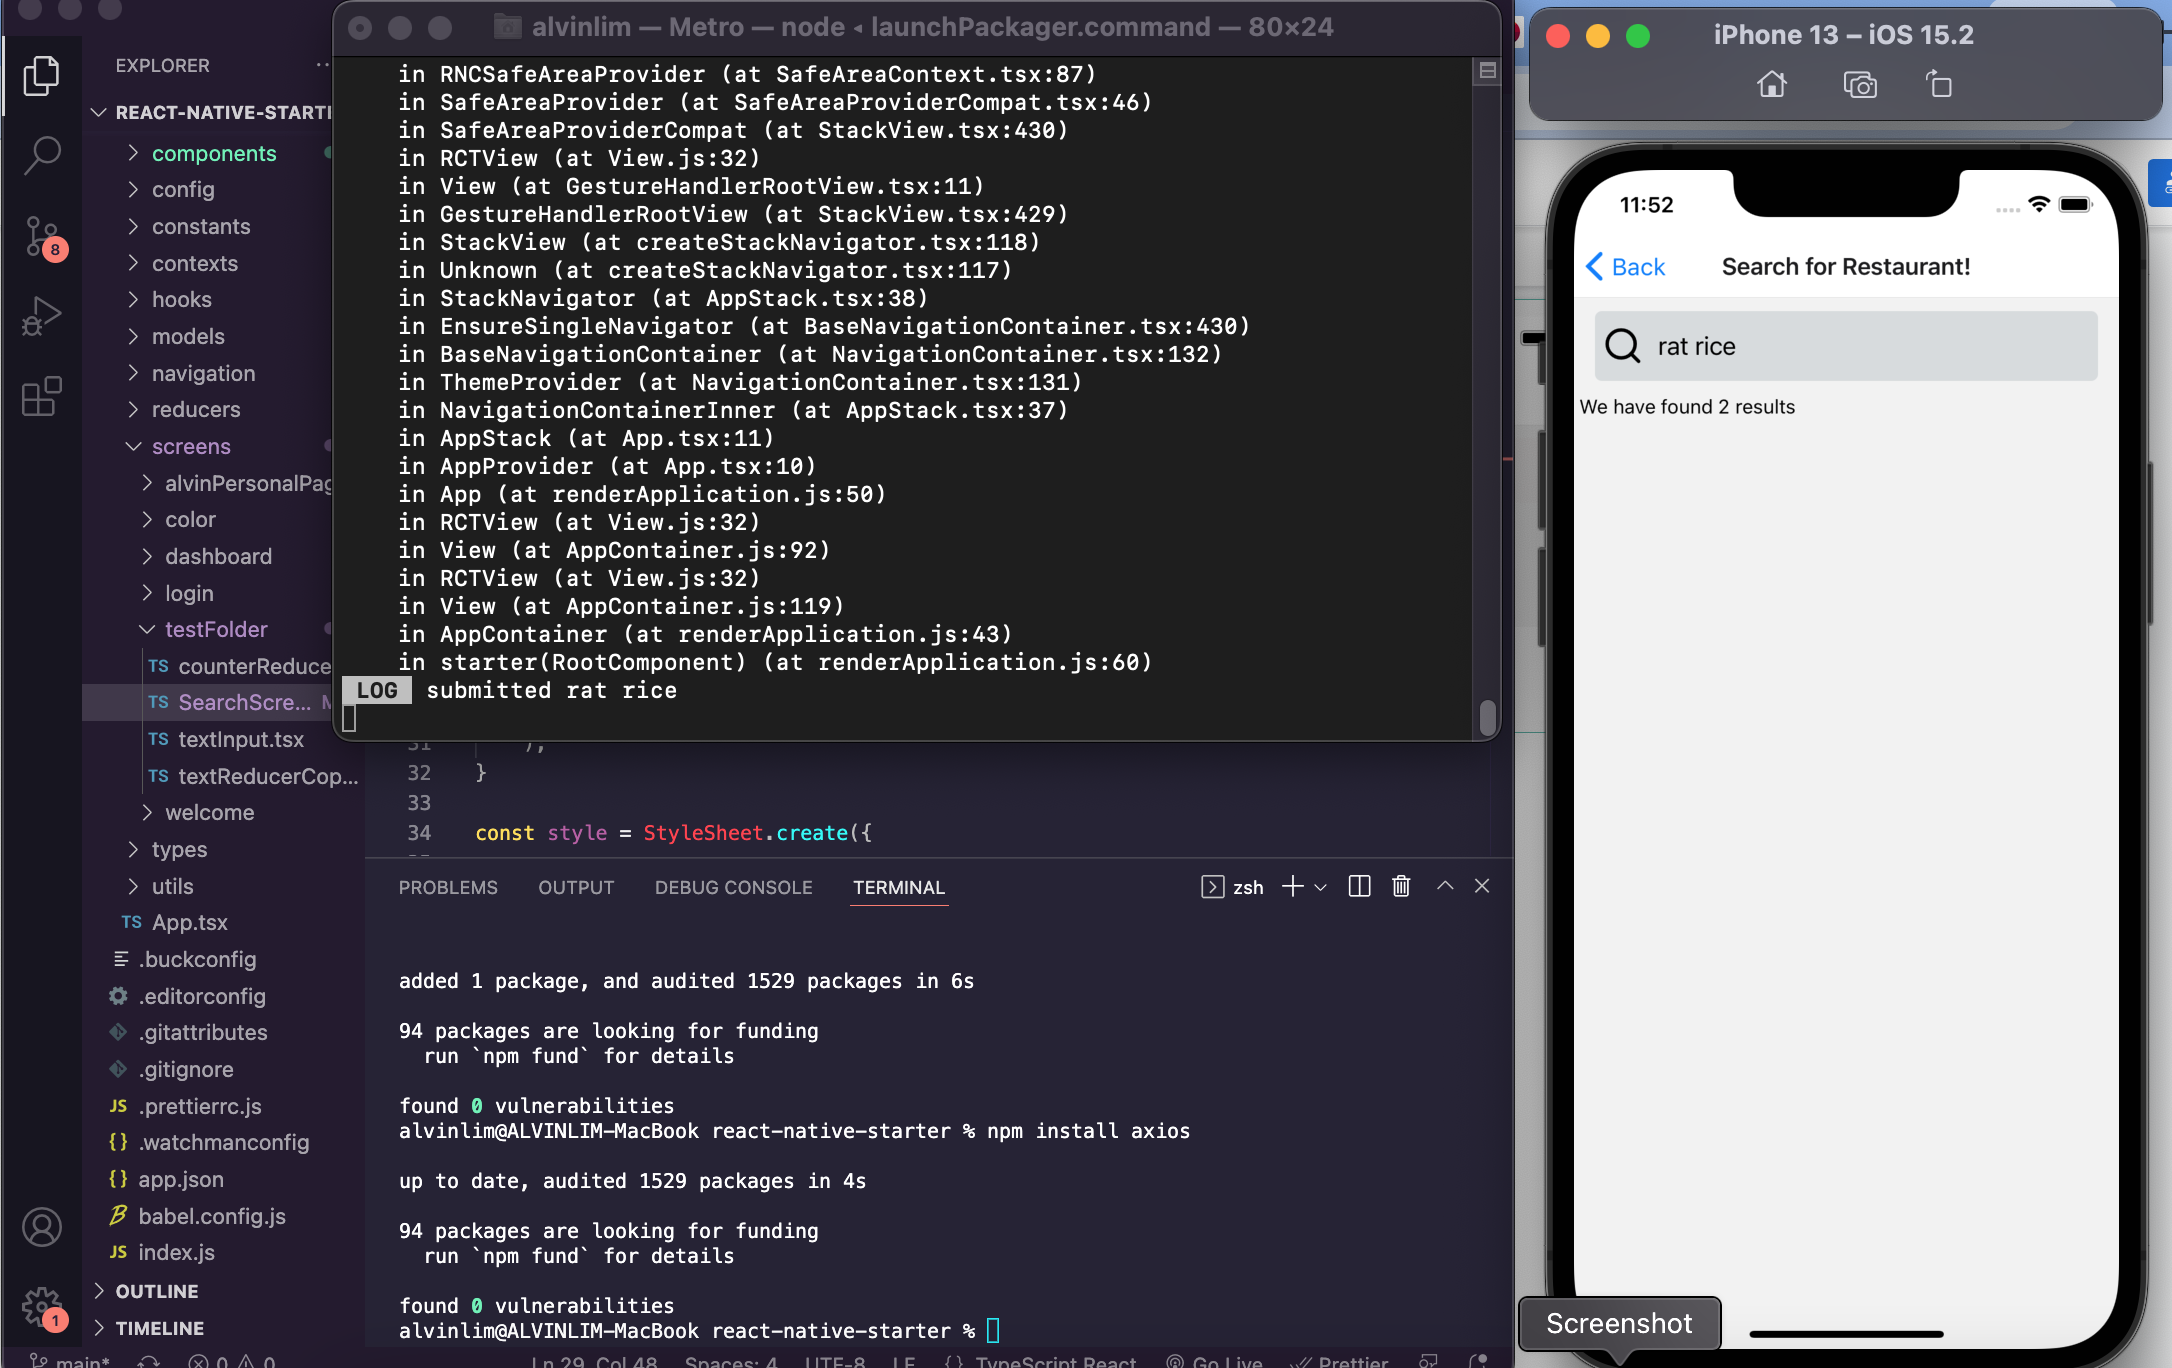 EXPLORER
REACT-NATIVE-STARTI
components
config
constants
contexts
hooks
models
navigation
reducers
screens
alvinPersonalPag
color
dashboard
login
testFolder
TS counterReduce
TS SearchScre... M
TS textInput.tsx
TS textReducerCop...
welcome
types
utils
TS App.tsx
.buckconfig
.editorconfig
.gitattributes
.gitignore
JS .prettierrc.js
{} .watchmanconfig
{} app.json
babel.config.js
JS index.js
OUTLINE
TIMELINE
8
1
alvinlim — Metro — node ◂ launchPackager.command — 80×24
in RNCSafeAreaProvider (at SafeAreaContext.tsx:87)
in SafeAreaProvider (at SafeAreaProviderCompat.tsx:46)
in SafeAreaProviderCompat (at StackView.tsx:430)
in RCTView (at View.js:32)
in View (at GestureHandlerRootView.tsx:11)
in GestureHandlerRootView (at StackView.tsx:429)
in StackView (at createStackNavigator.tsx:118)
in Unknown (at createStackNavigator.tsx:117)
in StackNavigator (at AppStack.tsx:38)
in EnsureSingleNavigator (at BaseNavigationContainer.tsx:430)
in BaseNavigationContainer (at NavigationContainer.tsx:132)
in ThemeProvider (at NavigationContainer.tsx:131)
in NavigationContainerInner (at AppStack.tsx:37)
in AppStack (at App.tsx:11)
in AppProvider (at App.tsx:10)
in App (at renderApplication.js:50)
in RCTView (at View.js:32)
in View (at AppContainer.js:92)
in RCTView (at View.js:32)
in View (at AppContainer.js:119)
in AppContainer (at renderApplication.js:43)
in starter(RootComponent) (at renderApplication.js:60)
LOG submitted rat rice
31 );
32 }
33
34 const style = StyleSheet.create({
PROBLEMS OUTPUT DEBUG CONSOLE TERMINAL zsh
added 1 package, and audited 1529 packages in 6s
94 packages are looking for funding
run `npm fund` for details
found 0 vulnerabilities
alvinlim@ALVINLIM-MacBook react-native-starter % npm install axios
up to date, audited 1529 packages in 4s
94 packages are looking for funding
run `npm fund` for details
found 0 vulnerabilities
alvinlim@ALVINLIM-MacBook react-native-starter %
main* 0 0 Ln 29, Col 48 Spaces: 4 UTF-8 LF {} TypeScript React Go Live Prettier
iPhone 13 – iOS 15.2
11:52
Back Search for Restaurant!
rat rice
We have found 2 results
Screenshot